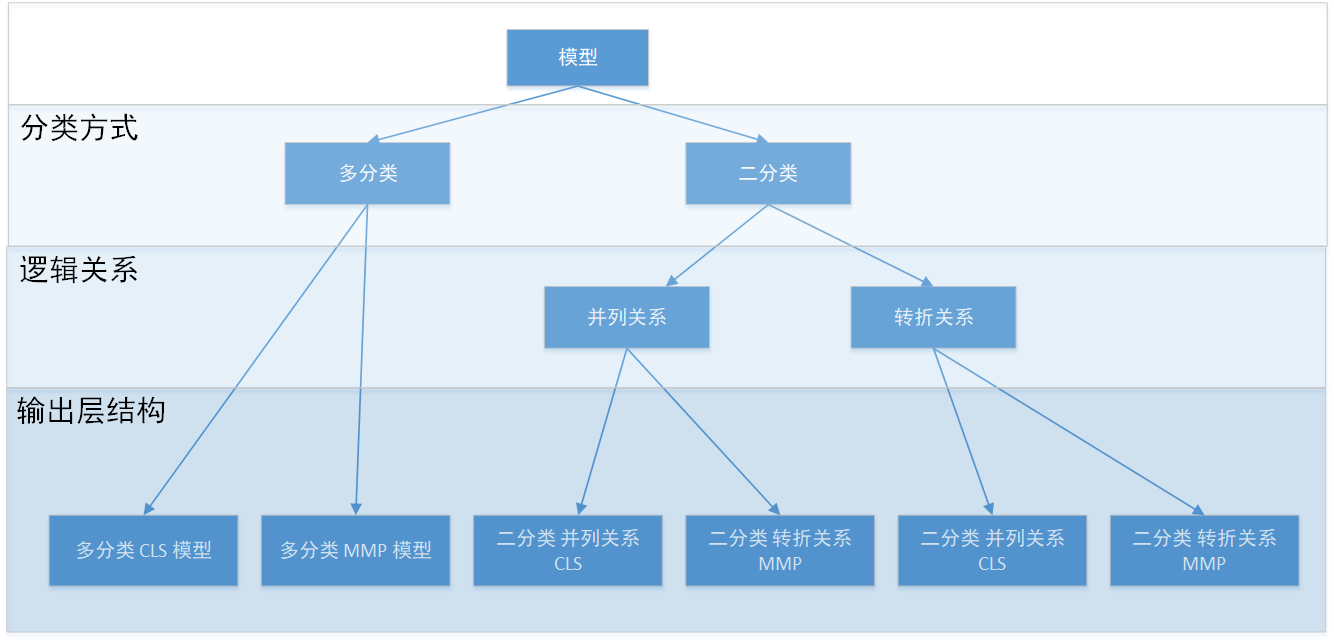 模型
分类方式
多分类
二分类
逻辑关系
并列关系
转折关系
输出层结构
多分类 CLS 模型
多分类 MMP 模型
二分类 并列关系
CLS
二分类 转折关系
MMP
二分类 并列关系
CLS
二分类 转折关系
MMP